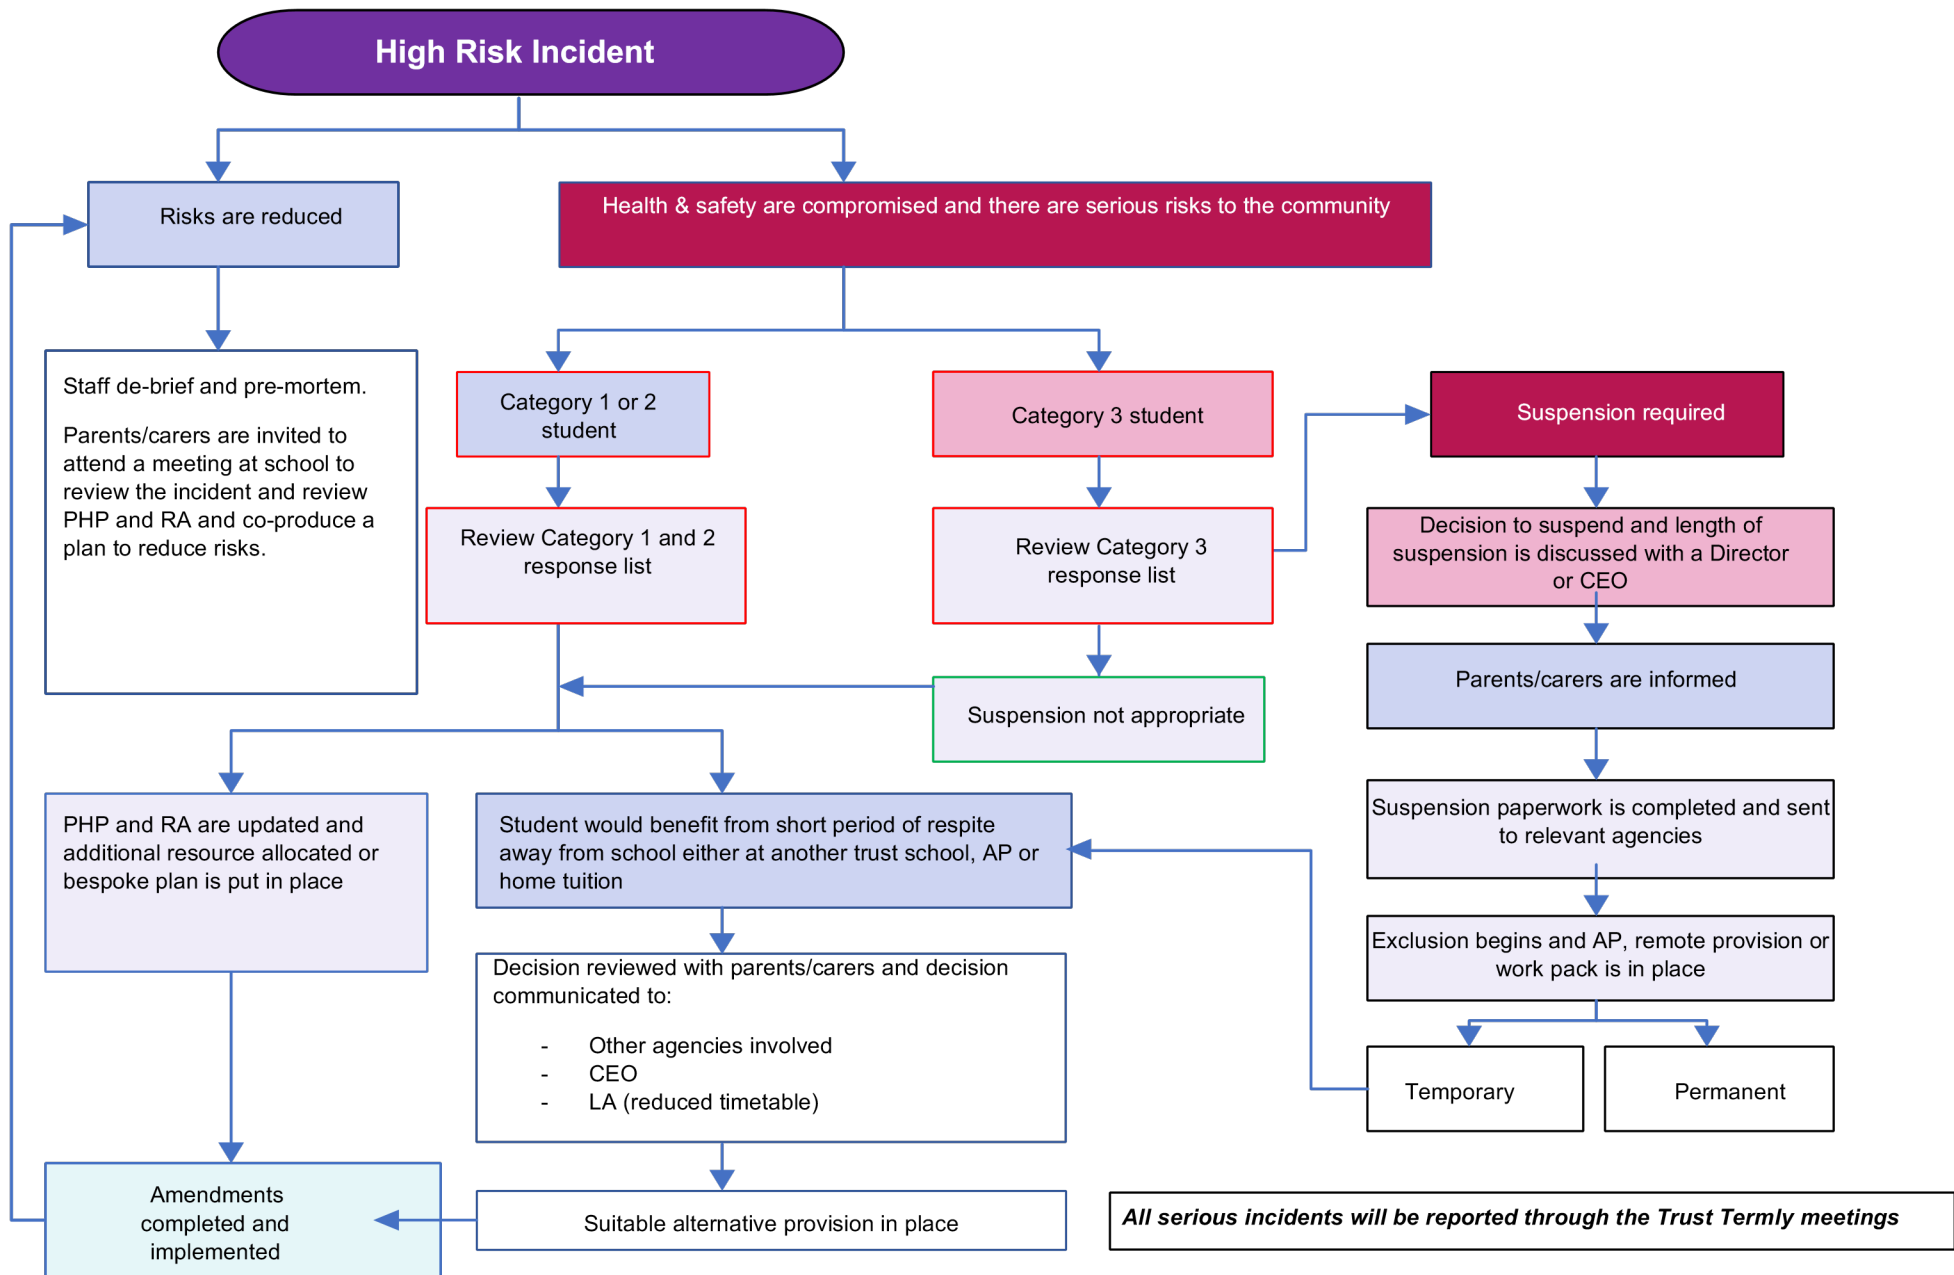 High Risk Incident
Risks are reduced
Health & safety are compromised and there are serious risks to the community
Staff de-brief and pre-mortem.
Parents/carers are invited to
attend a meeting at school to
review the incident and review
PHP and RA and co-produce a
plan to reduce risks.
Category 1 or 2
student
Category 3 student
Suspension required
Review Category 1 and 2
response list
Review Category 3
response list
Decision to suspend and length of
suspension is discussed with a Director
or CEO
Parents/carers are informed
Suspension not appropriate
PHP and RA are updated and
additional resource allocated or
bespoke plan is put in place
Student would benefit from short period of respite
away from school either at another trust school, AP or
home tuition
Suspension paperwork is completed and sent
to relevant agencies
Exclusion begins and AP, remote provision or
work pack is in place
Decision reviewed with parents/carers and decision
communicated to:
- Other agencies involved
- CEO
- LA (reduced timetable)
Temporary
Permanent
Amendments
completed and
implemented
Suitable alternative provision in place
All serious incidents will be reported through the Trust Termly meetings